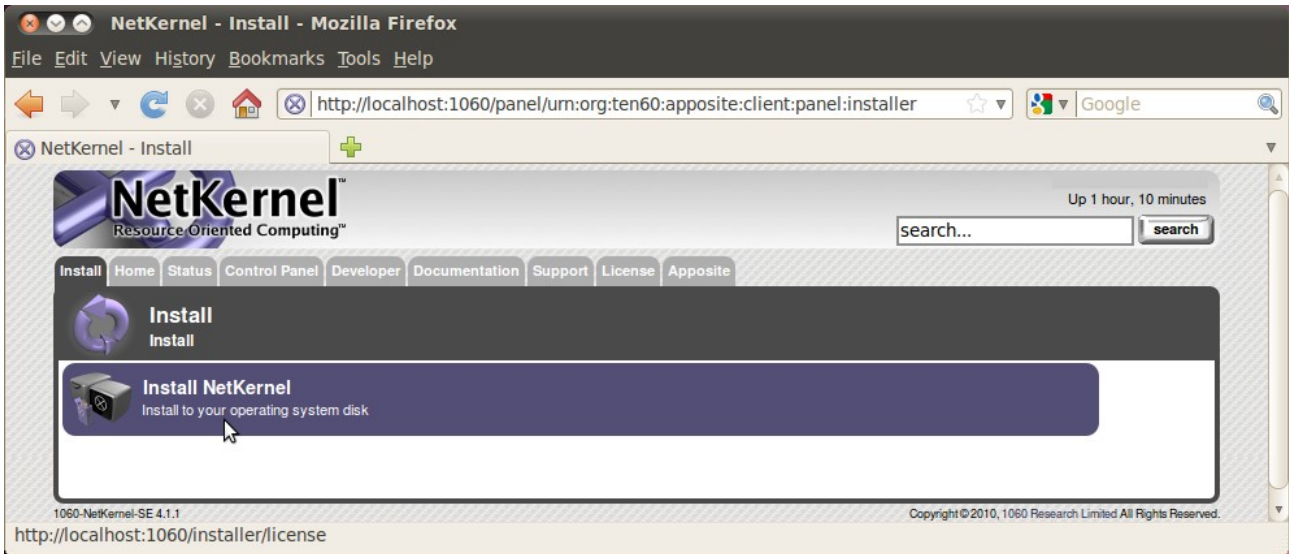 NetKernel - Install - Mozilla Firefox
File Edit View History Bookmarks Tools Help
http://localhost:1060/panel/urn:org:ten60:apposite:client:panel:installer
Google
NetKernel - Install
NetKernel™
Resource Oriented Computing™
Up 1 hour, 10 minutes
search...
search
Install Home Status Control Panel Developer Documentation Support License Apposite
Install
Install
Install NetKernel
Install to your operating system disk
1060-NetKernel-SE 4.1.1
Copyright © 2010, 1060 Research Limited All Rights Reserved.
http://localhost:1060/installer/license